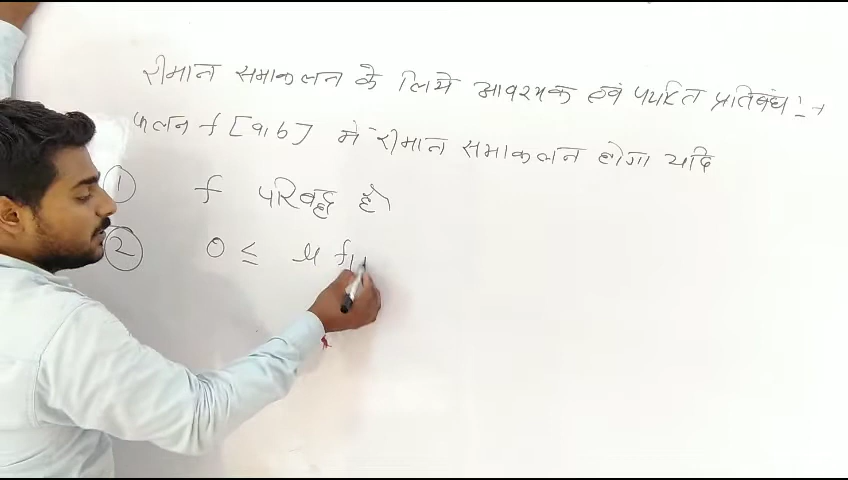 रीमान समाकलन के लिये आवश्यक एवं पर्याप्त प्रतिबंध :-
फलन f [a,b] में रीमान समाकलन होगा यदि
① f परिबद्ध हो
② 0 ≤ u f